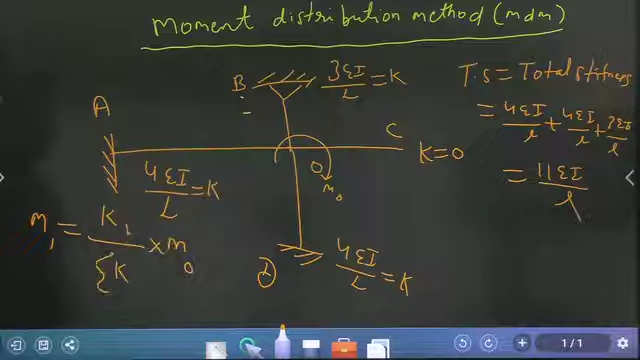 Moment distribution method (mdm)
B 3EI/L = K
T.S = Total stifness
A
= 4EI/l + 4EI/l + 3EI/l
C
K = 0
O
M₀
4EI/L = K
= 11EI/l
M₁ = K₁/ΣK × M₀
D 4EI/L = K
1 / 1